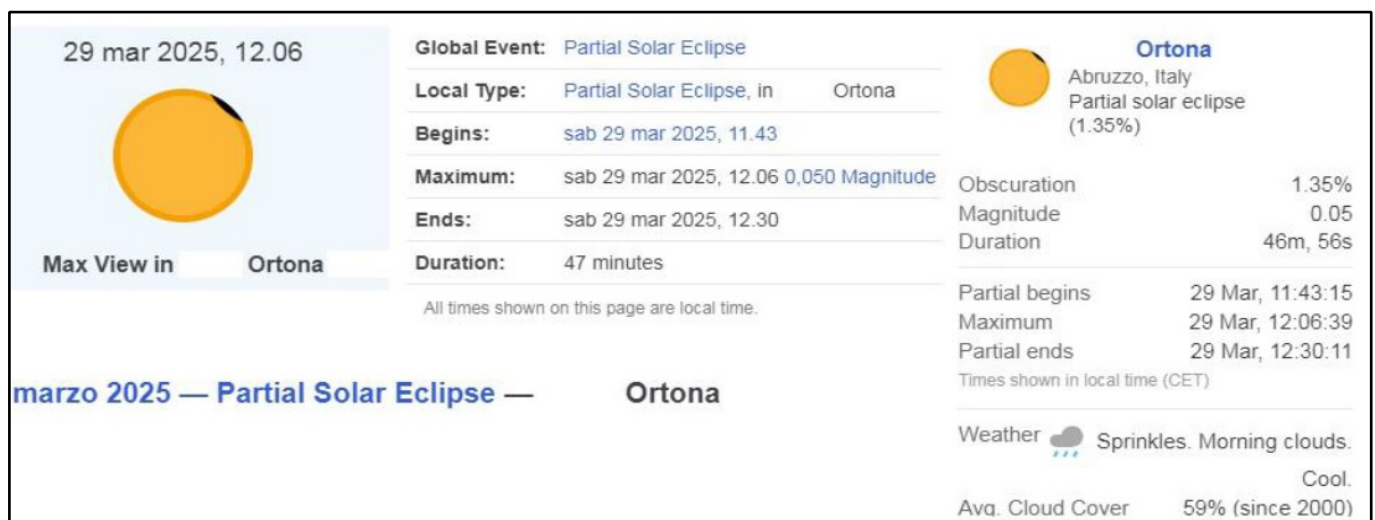 29 mar 2025, 12.06
Max View in Ortona
Global Event: Partial Solar Eclipse
Local Type: Partial Solar Eclipse, in Ortona
Begins: sab 29 mar 2025, 11.43
Maximum: sab 29 mar 2025, 12.06 0,050 Magnitude
Ends: sab 29 mar 2025, 12.30
Duration: 47 minutes
All times shown on this page are local time.
marzo 2025 — Partial Solar Eclipse — Ortona
Ortona
Abruzzo, Italy
Partial solar eclipse
(1.35%)
Obscuration 1.35%
Magnitude 0.05
Duration 46m, 56s
Partial begins 29 Mar, 11:43:15
Maximum 29 Mar, 12:06:39
Partial ends 29 Mar, 12:30:11
Times shown in local time (CET)
Weather Sprinkles. Morning clouds.
Cool.
Avg. Cloud Cover 59% (since 2000)